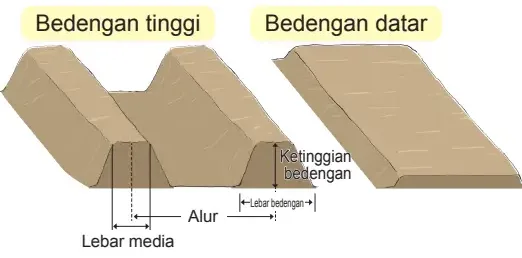 Bedengan tinggi
Bedengan datar
Ketinggian
bedengan
Lebar bedengan
Alur
Lebar media